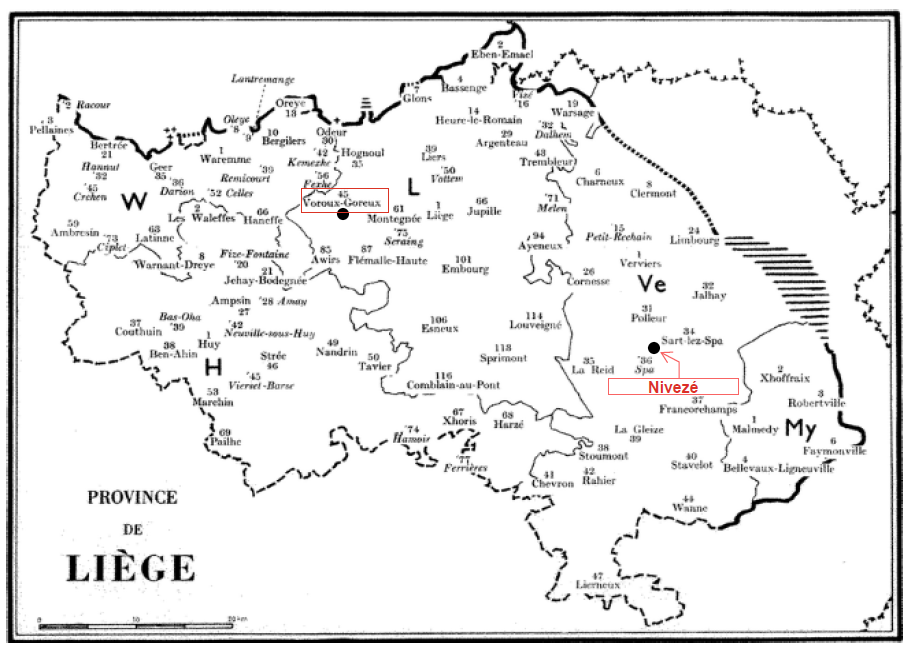 2
Eben-Emael
Lantremange
'2 Racour
3
Pellaines
Oreye
13
7
Glons
4
Bassenge
Visé
'16
19
Warsage
Oleye
'8
'9
10
Bergilers
Odeur
30
14
Heure-le-Romain
'32
Dalhem
29
Argenteau
Bertrée
21
Hannut
'32
Geer
35
1
Waremme
'42
Kemexhe
Hognoul
35
39
Liers
'50
Vottem
43
Trembleur
6
Charneux
8
Clermont
'45
Crehen
'36
Darion
'39
Remicourt
'52 Celles
'56
Fexhe
45
Voroux-Goreux
L
W
2
Les Waleffes
66
Haneffe
61
Montegnée
1
Liège
66
Jupille
'71
Melen
59
Ambresin
'73
Ciplet
63
Latinne
'75
Seraing
94
Ayeneux
'15
Petit-Rechain
24
Limbourg
8
Warnant-Dreye
Fize-Fontaine
'20
85
Awirs
87
Flémalle-Haute
101
Embourg
1
Verviers
21
Jehay-Bodegnée
26
Cornesse
Ve
32
Jalhay
Ampsin
27
'28 Amay
31
Polleur
37
Couthuin
Bas-Oha
'39
'42
Neuville-sous-Huy
106
Esneux
114
Louveigné
34
Sart-lez-Spa
1
Huy
38
Ben-Ahin
H
Strée
46
49
Nandrin
50
Tavier
113
Sprimont
35
La Reid
'36
Spa
Nivezé
2
Xhoffraix
'45
Vierset-Barse
116
Comblain-au-Pont
53
Marchin
37
Francorchamps
3
Robertville
69
Pailhe
'74
Hamoir
67
Xhoris
68
Harzé
La Gleize
39
1
Malmedy
My
6
Faymonville
'77
Ferrières
38
Stoumont
40
Stavelot
4
Bellevaux-Ligneuville
41
Chevron
42
Rahier
44
Wanne
PROVINCE
DE
LIÈGE
47
Lierneux
0
20 km